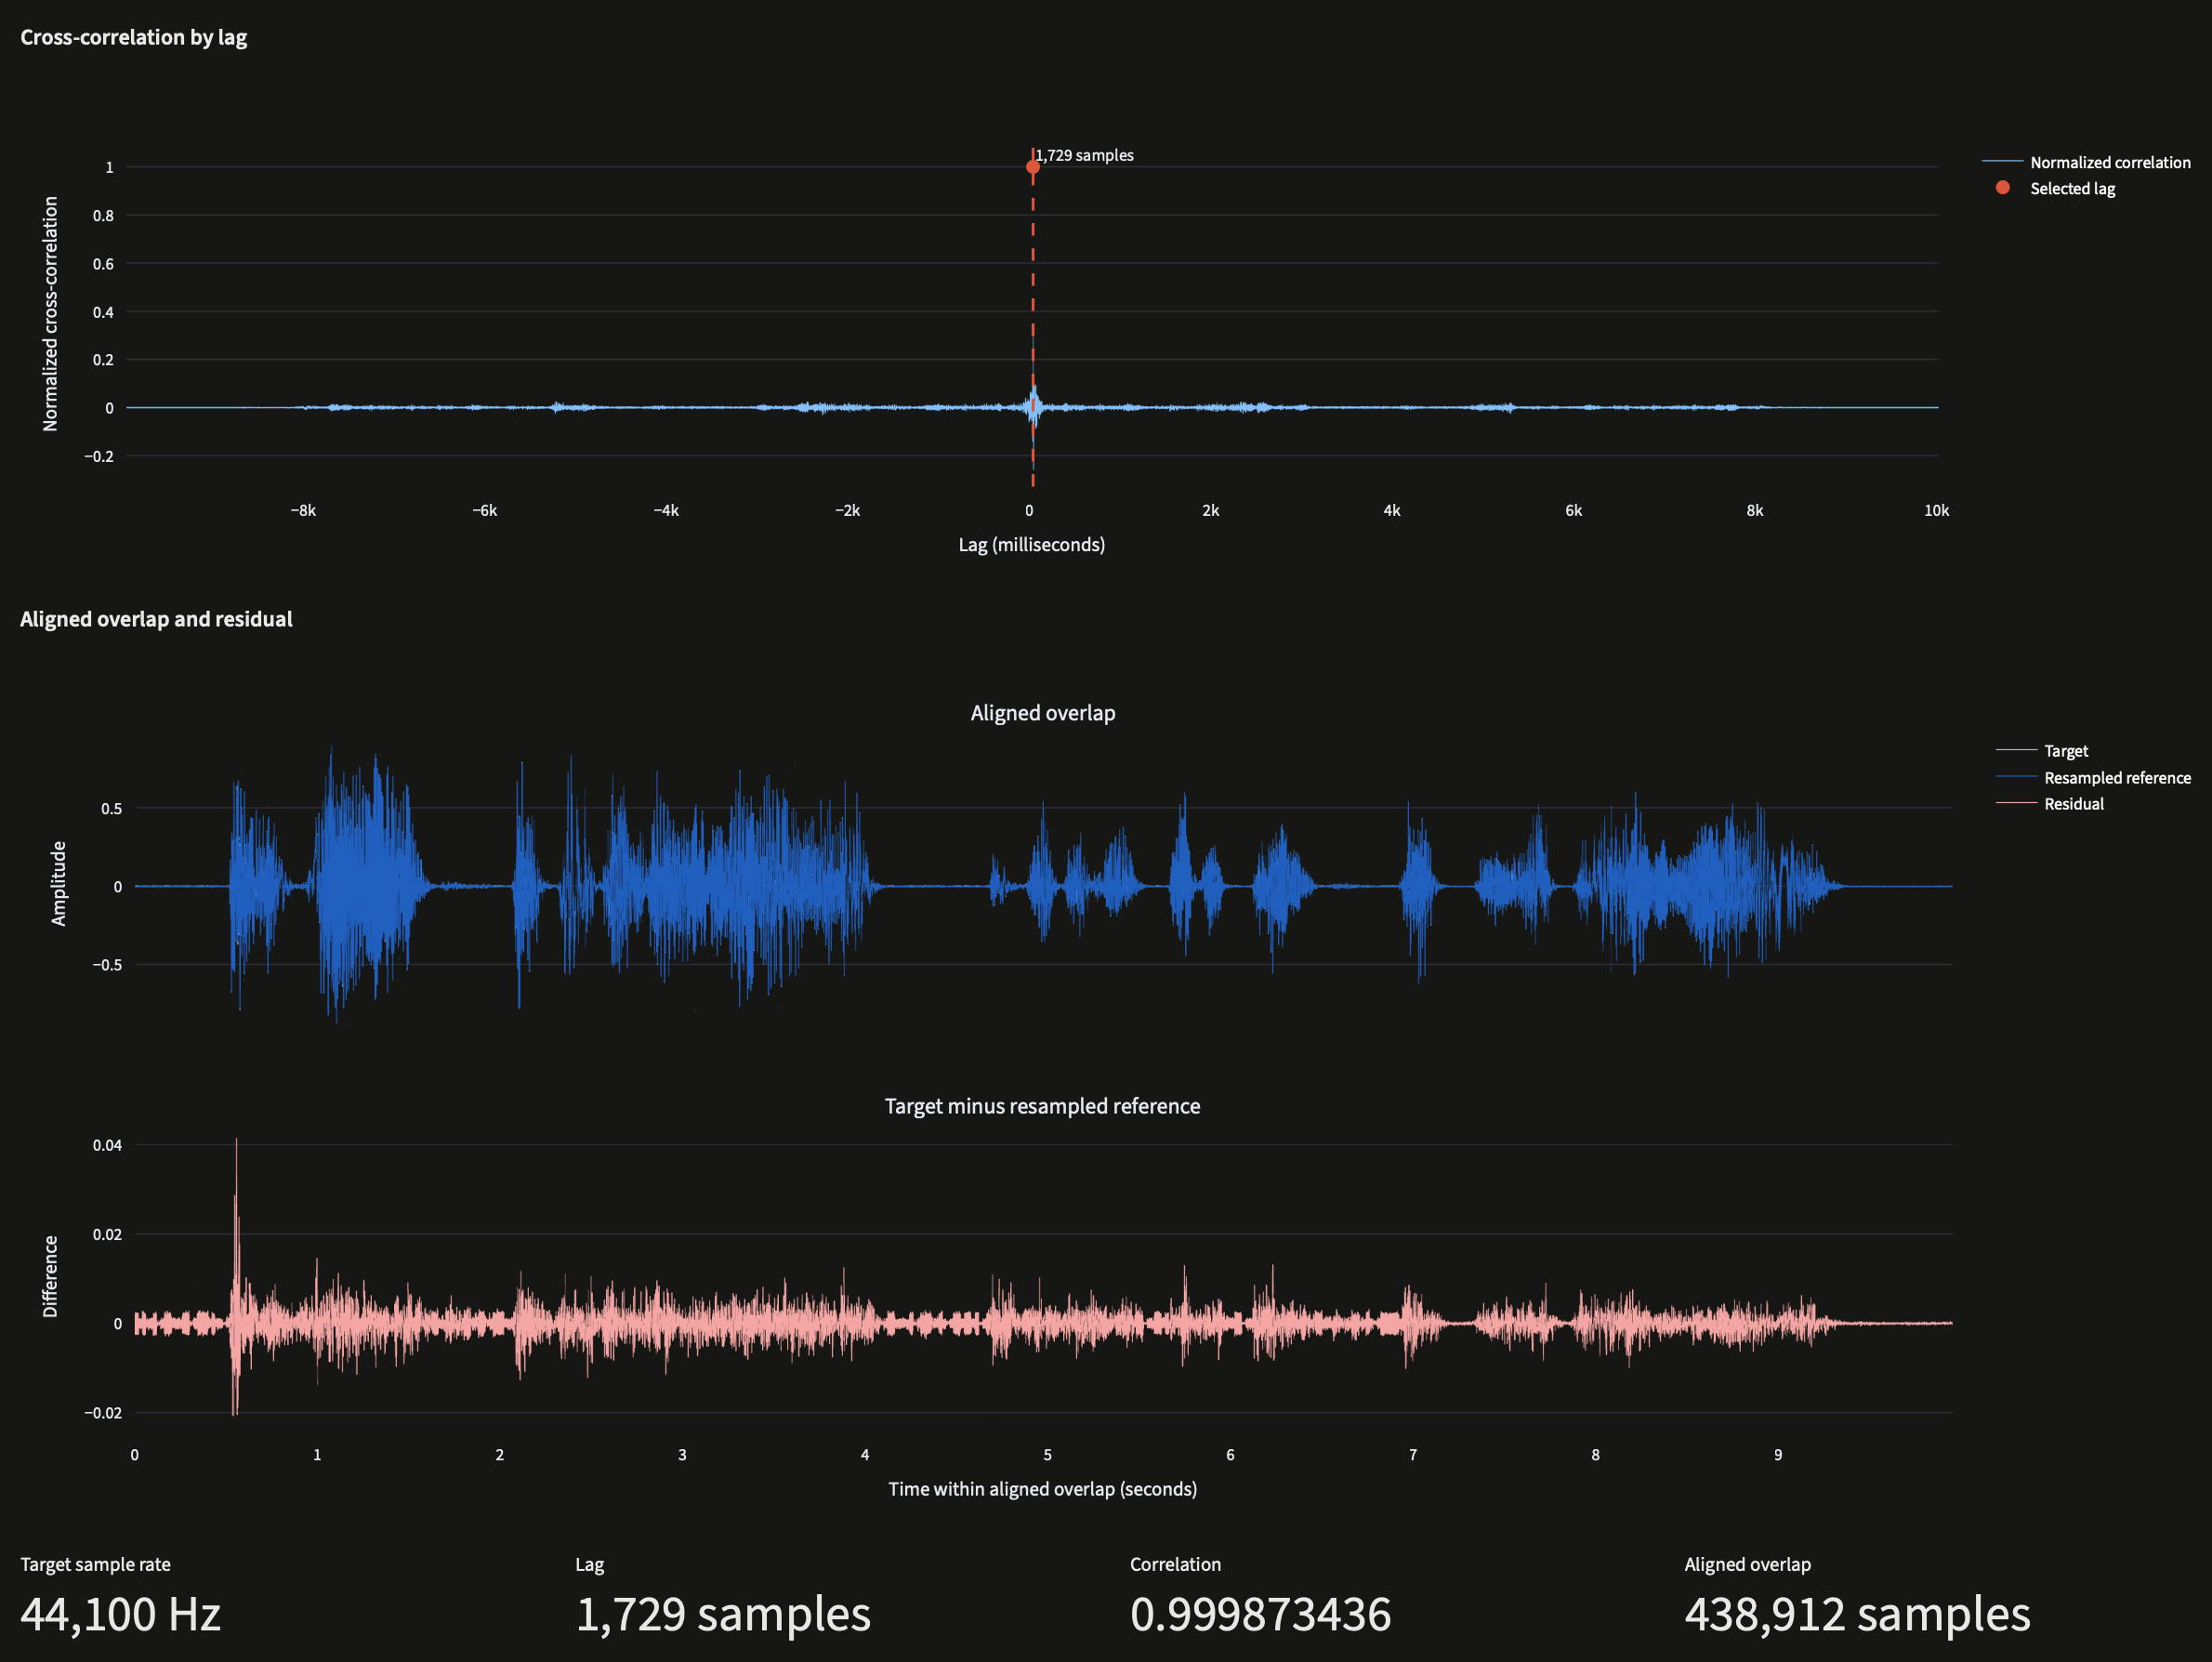 Cross-correlation by lag
1,729 samples
1
0.8
0.6
0.4
0.2
0
−0.2
Normalized cross-correlation
−8k
−6k
−4k
−2k
0
2k
4k
6k
8k
10k
Lag (milliseconds)
Normalized correlation
Selected lag
Aligned overlap and residual
Aligned overlap
0.5
0
−0.5
Amplitude
Target
Resampled reference
Residual
Target minus resampled reference
0.04
0.02
0
−0.02
Difference
0
1
2
3
4
5
6
7
8
9
Time within aligned overlap (seconds)
Target sample rate
44,100 Hz
Lag
1,729 samples
Correlation
0.999873436
Aligned overlap
438,912 samples